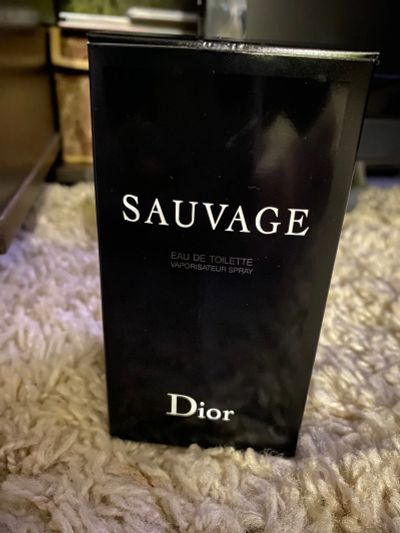 SAUVAGE
EAU DE TOILETTE
VAPORISATEUR SPRAY
Dior